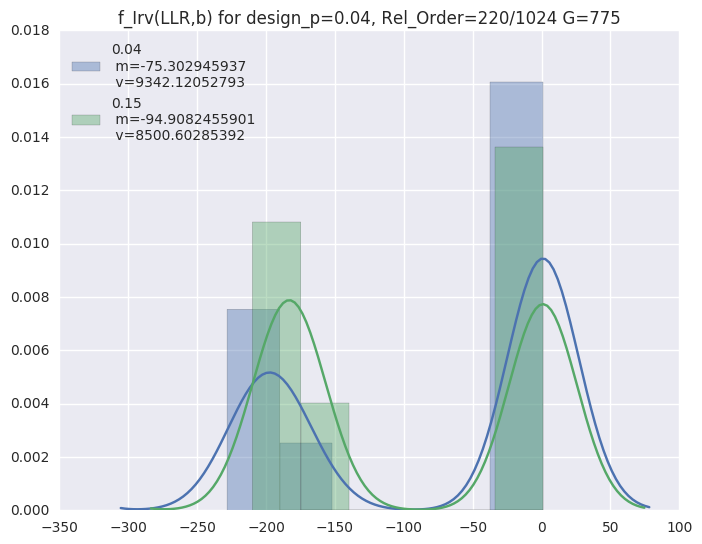 f_Irv(LLR,b) for design_p=0.04, Rel_Order=220/1024 G=775
0.04
m=-75.302945937
v=9342.12052793
0.15
m=-94.9082455901
v=8500.60285392
0.018
0.016
0.014
0.012
0.010
0.008
0.006
0.004
0.002
0.000
−350 −300 −250 −200 −150 −100 −50 0 50 100